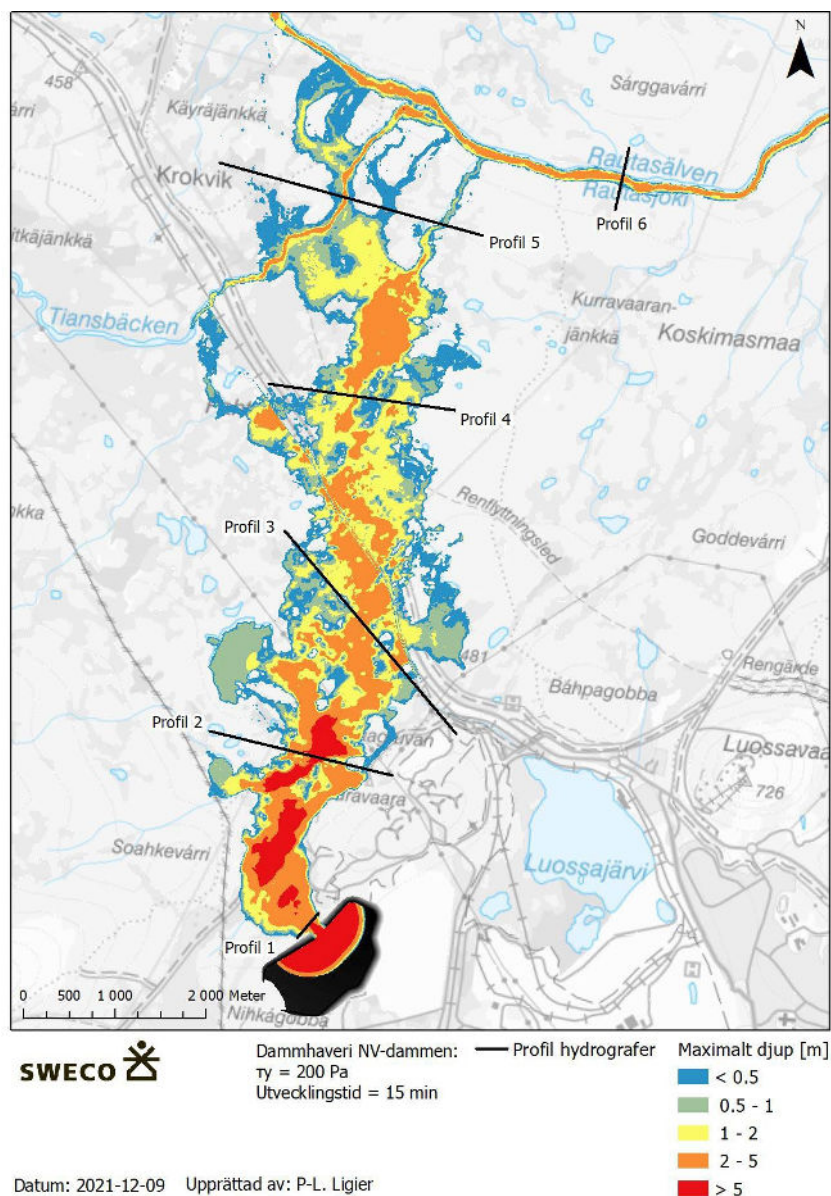 N
458
Sárggavárri
Käyräjänkkä
Rautasälven
Rautasjoki
Krokvik
Profil 6
Profil 5
Tiansbäcken
Kurravaaran-
jänkkä
Koskimasmaa
Profil 4
Renflyttningsled
Profil 3
Goddevárri
481
Rengärde
Báhpagobba
Profil 2
Luossavaa
726
Soahkevárri
Luossajärvi
Profil 1
0 500 1 000 2 000 Meter
Nihkágobba
SWECO
Dammhaveri NV-dammen:
τy = 200 Pa
Utvecklingstid = 15 min
Profil hydrografer
Maximalt djup [m]
< 0.5
0.5 - 1
1 - 2
2 - 5
> 5
Datum: 2021-12-09 Upprättad av: P-L. Ligier